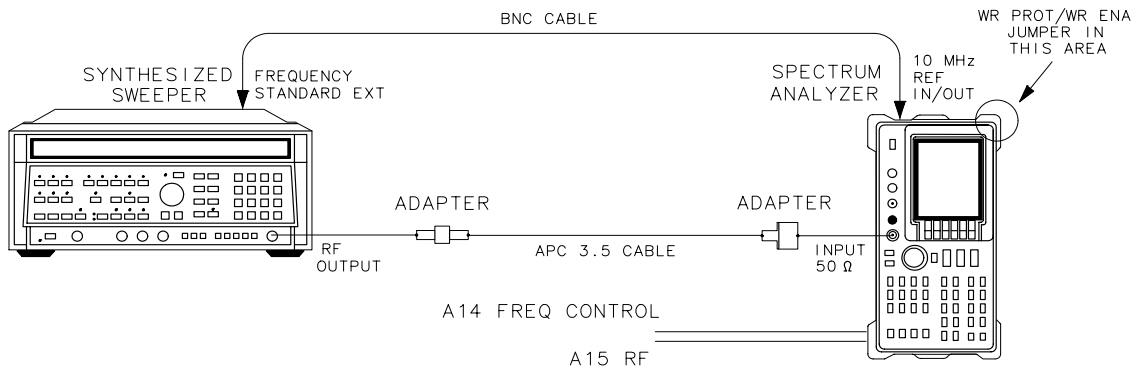 BNC CABLE
WR PROT/WR ENA
JUMPER IN
THIS AREA
SYNTHESIZED
SWEEPER
FREQUENCY
STANDARD EXT
SPECTRUM
ANALYZER
10 MHz
REF
IN/OUT
ADAPTER
ADAPTER
RF
OUTPUT
APC 3.5 CABLE
INPUT
50 Ω
A14 FREQ CONTROL
A15 RF